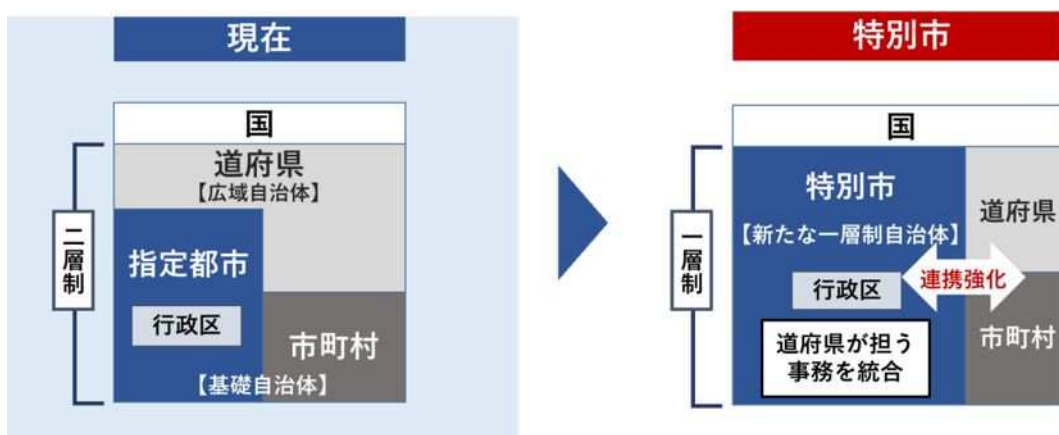 現在
国
道府県
【広域自治体】
二層制
指定都市
行政区
市町村
【基礎自治体】
特別市
国
一層制
特別市
【新たな一層制自治体】
道府県
連携強化
行政区
市町村
道府県が担う
事務を統合